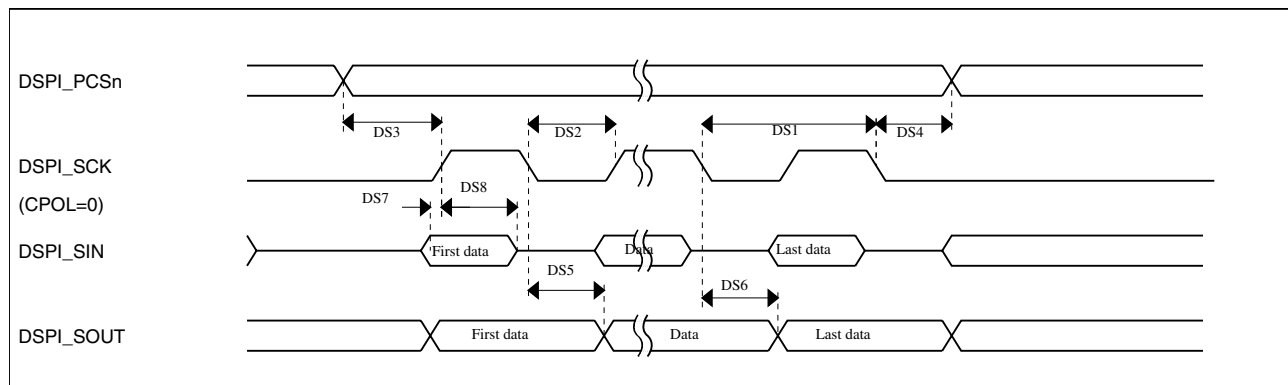 DSPI_PCSn
DS3
DS2
DS1
DS4
DSPI_SCK
(CPOL=0)
DS7
DS8
DSPI_SIN
First data
Data
Last data
DS5
DS6
DSPI_SOUT
First data
Data
Last data